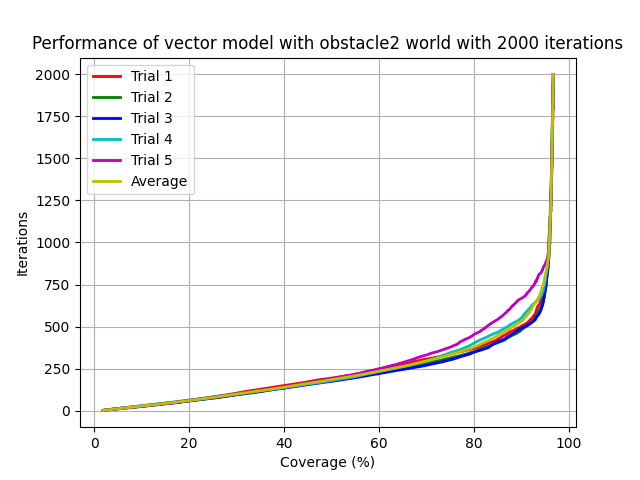 Performance of vector model with obstacle2 world with 2000 iterations
2000
1750
1500
1250
1000
750
500
250
0
Iterations
Trial 1
Trial 2
Trial 3
Trial 4
Trial 5
Average
0 20 40 60 80 100
Coverage (%)